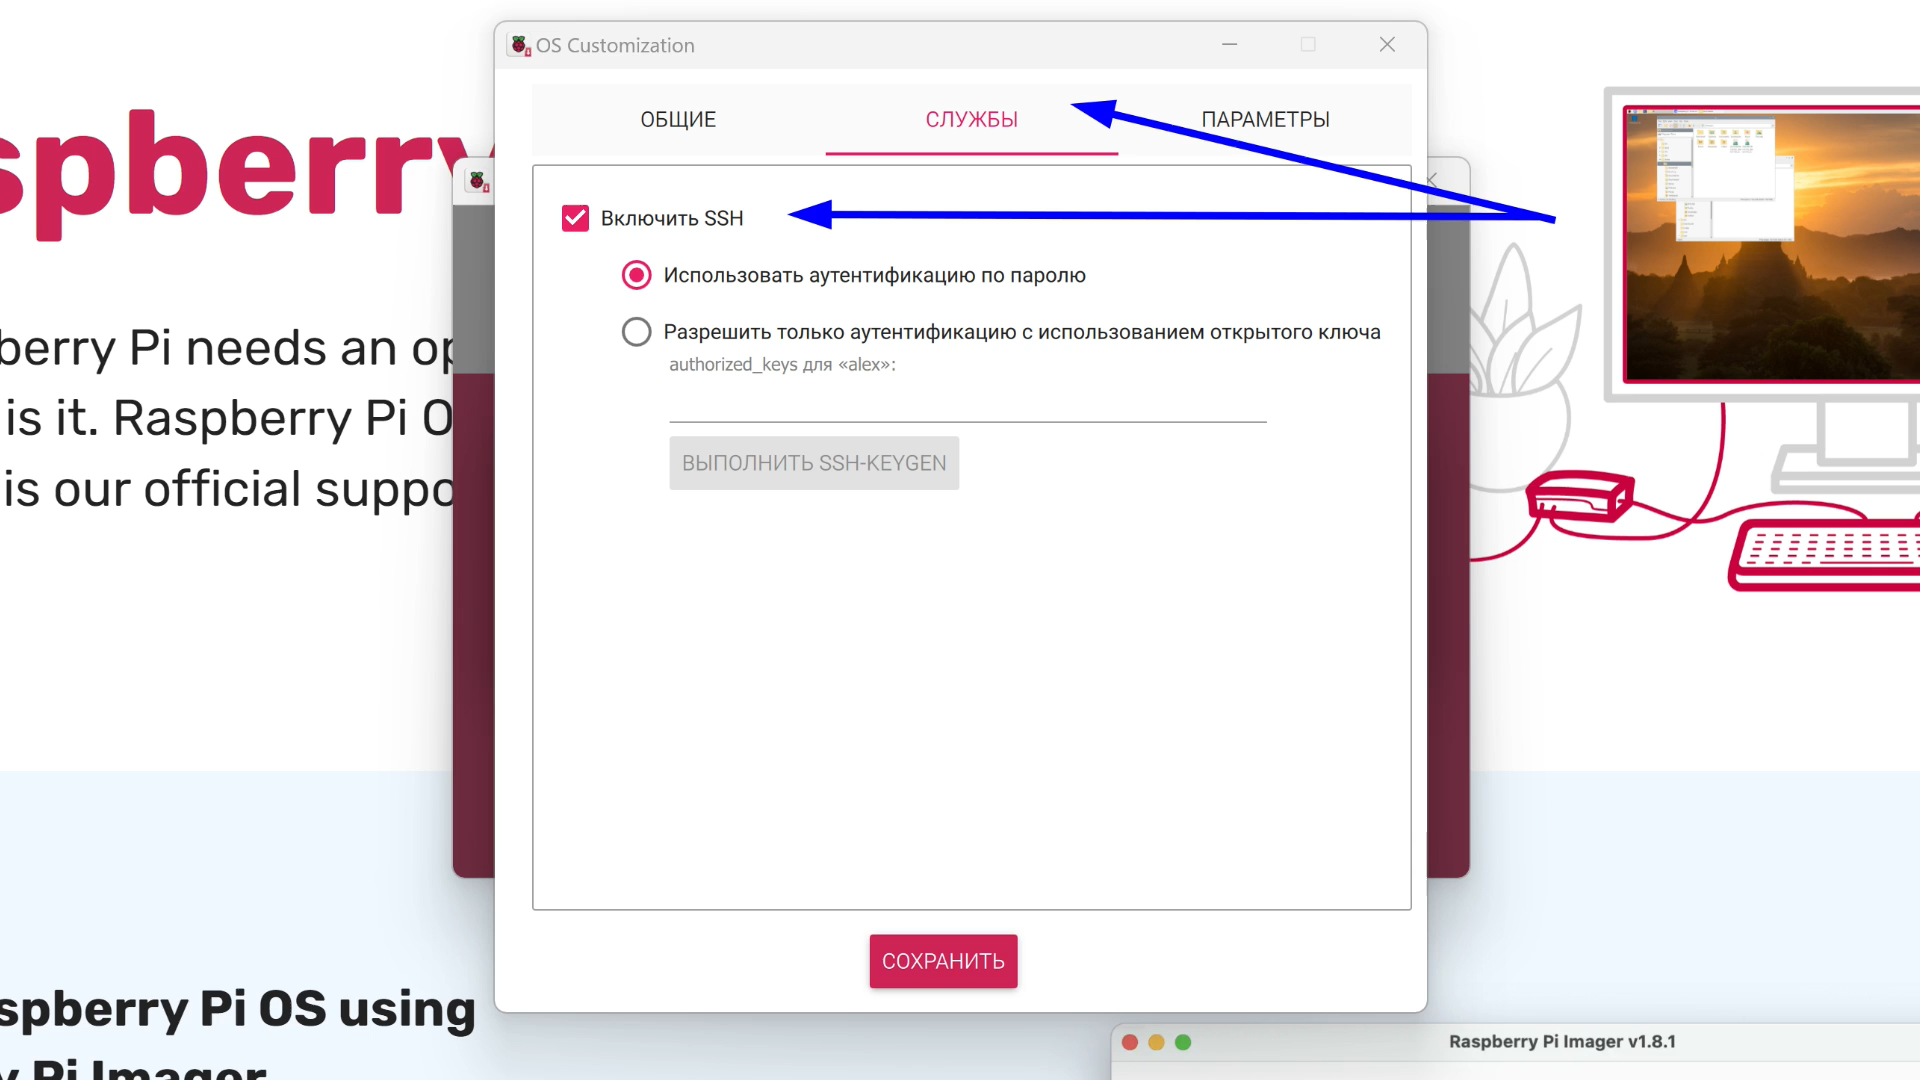 OS Customization
ОБЩИЕ
СЛУЖБЫ
ПАРАМЕТРЫ
Включить SSH
Использовать аутентификацию по паролю
Разрешить только аутентификацию с использованием открытого ключа
authorized_keys для «alex»:
ВЫПОЛНИТЬ SSH-KEYGEN
СОХРАНИТЬ
spberry
berry Pi needs an op
is it. Raspberry Pi O
is our official suppo
spberry Pi OS using
y Pi Imager
Raspberry Pi Imager v1.8.1